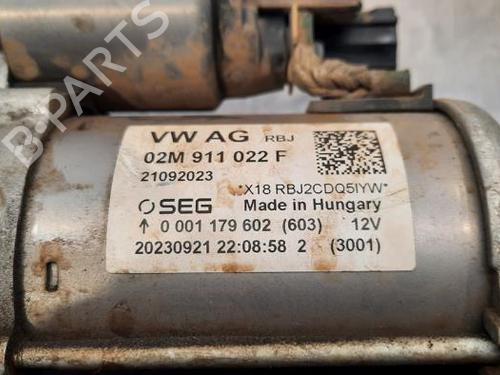 VW AG RBJ
02M 911 022 F
21092023
*X18 RBJ2CDQ5IYW*
SEG Made in Hungary
↑ 0 001 179 602 (603) 12V
20230921 22:08:58 2 (3001)